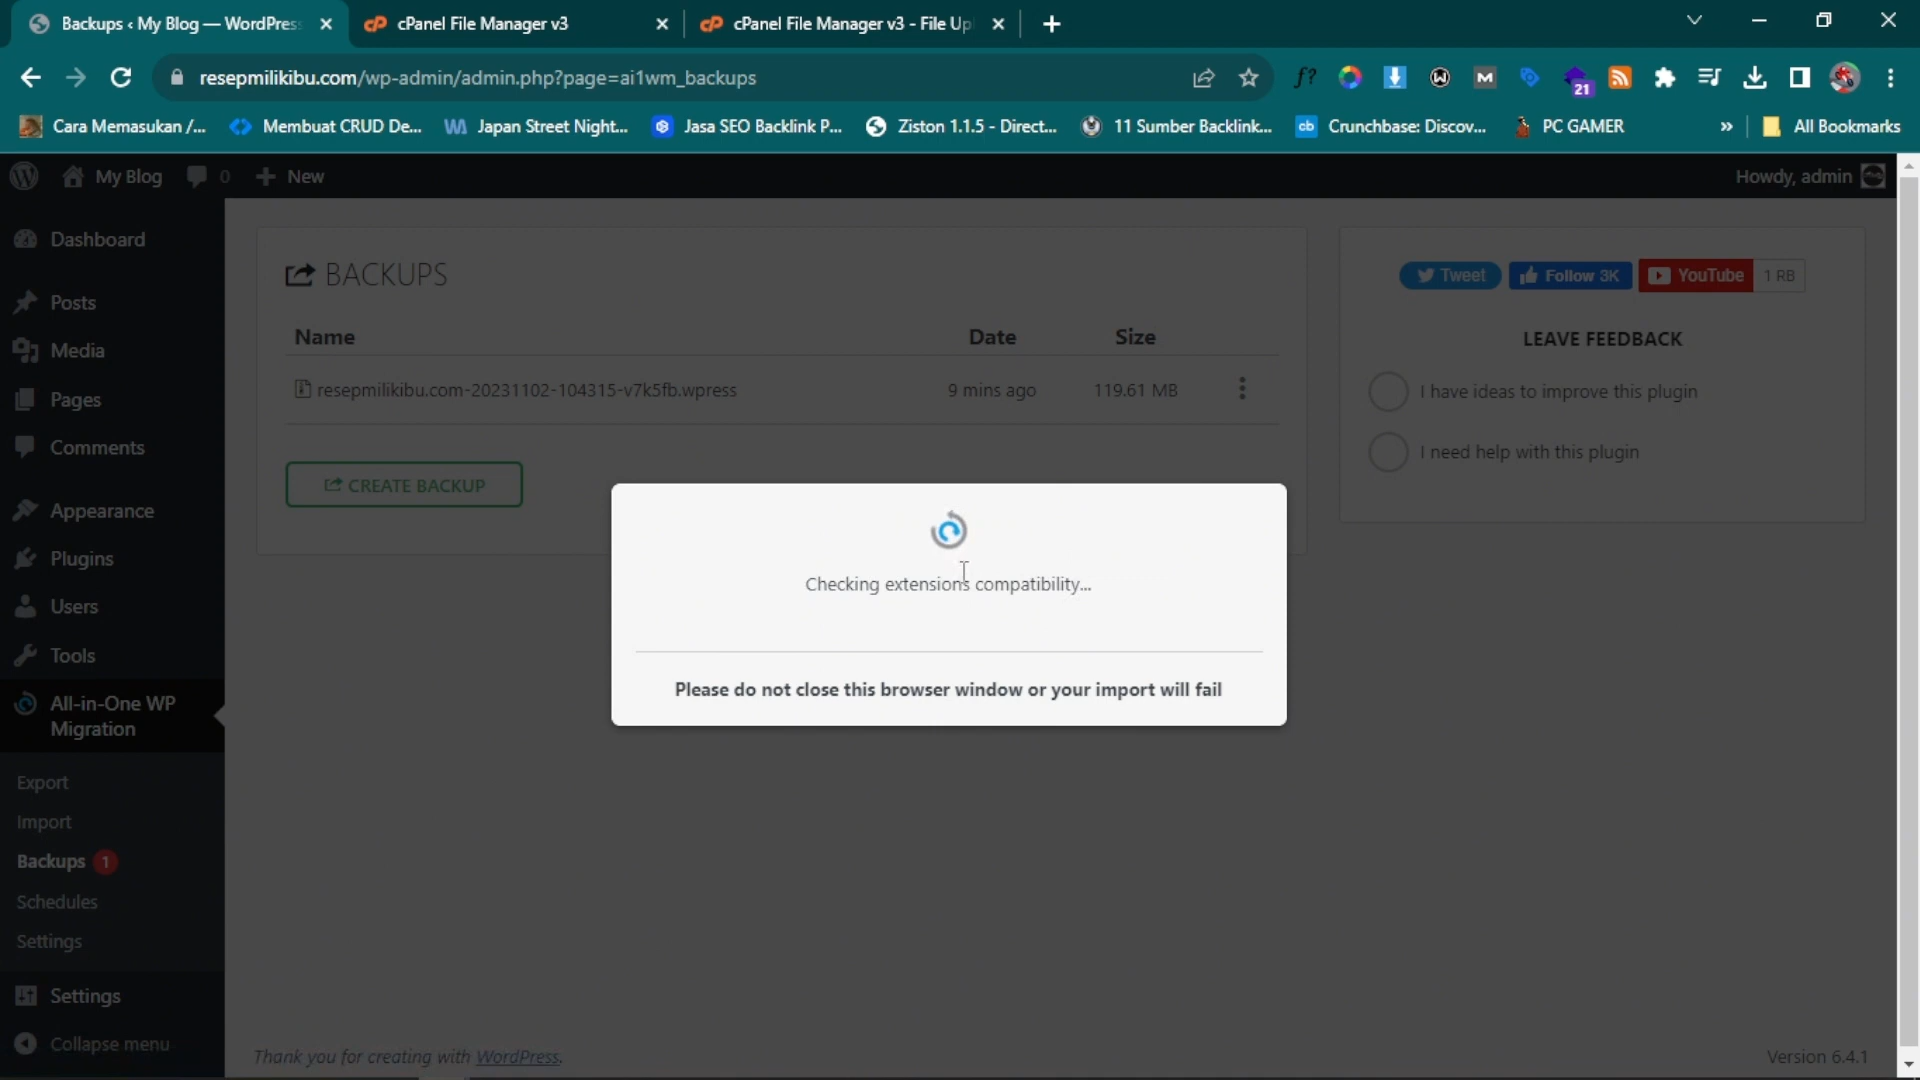 Backups ‹ My Blog — WordPress
cPanel File Manager v3
cPanel File Manager v3 - File Up
resepmilikibu.com/wp-admin/admin.php?page=ai1wm_backups
f?
21
Cara Memasukan /...
Membuat CRUD De...
Japan Street Night...
Jasa SEO Backlink P...
Ziston 1.1.5 - Direct...
11 Sumber Backlink...
cb
Crunchbase: Discov...
PC GAMER
»
All Bookmarks
My Blog
0
New
Howdy, admin
Dashboard
Posts
Media
Pages
Comments
Appearance
Plugins
Users
Tools
All-in-One WP
Migration
Export
Import
Backups 1
Schedules
Settings
Settings
Collapse menu
BACKUPS
Name Date Size
resepmilikibu.com-20231102-104315-v7k5fb.wpress 9 mins ago 119.61 MB
CREATE BACKUP
Tweet
Follow 3K
YouTube 1 RB
LEAVE FEEDBACK
I have ideas to improve this plugin
I need help with this plugin
Checking extensions compatibility...
Please do not close this browser window or your import will fail
Thank you for creating with WordPress.
Version 6.4.1